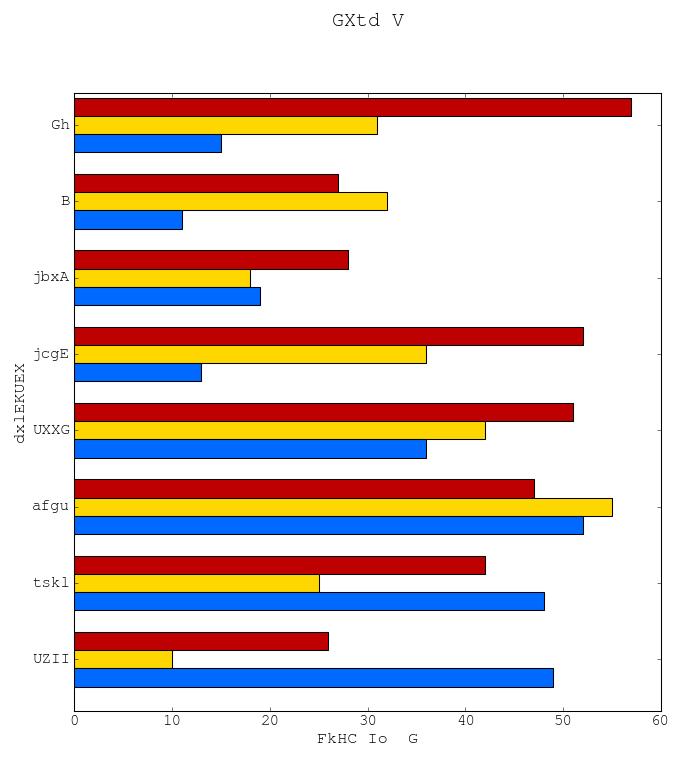 GXtd V
Gh
B
jbxA
jcgE
UXXG
afgu
tskl
UZII
dxlEKUEX
0 10 20 30 40 50 60
FkHC Io  G